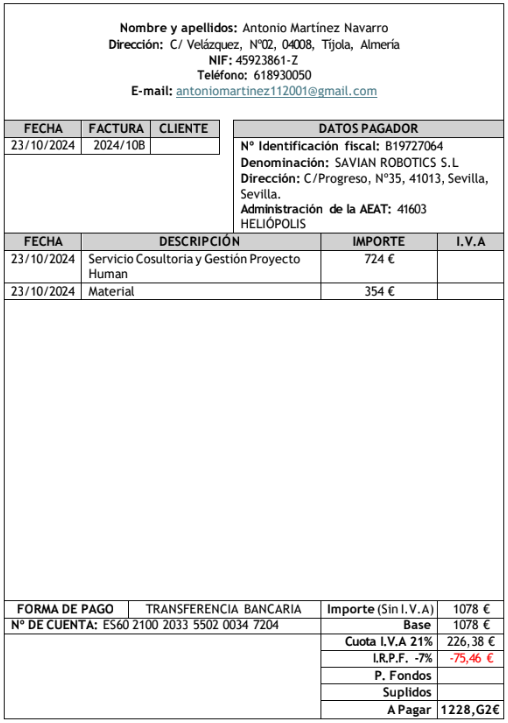 Nombre y apellidos: Antonio Martínez Navarro
Dirección: C/ Velázquez, Nº02, 04008, Tíjola, Almería
NIF: 45923861-Z
Teléfono: 618930050
E-mail: antoniomartinez112001@gmail.com
FECHA FACTURA CLIENTE
23/10/2024 2024/10B
DATOS PAGADOR
Nº Identificación fiscal: B19727064
Denominación: SAVIAN ROBOTICS S.L
Dirección: C/Progreso, Nº35, 41013, Sevilla,
Sevilla.
Administración de la AEAT: 41603
HELIÓPOLIS
FECHA DESCRIPCIÓN IMPORTE I.V.A
23/10/2024 Servicio Cosultoria y Gestión Proyecto 724 €
Human
23/10/2024 Material 354 €
FORMA DE PAGO TRANSFERENCIA BANCARIA
Nº DE CUENTA: ES60 2100 2033 5502 0034 7204
Importe (Sin I.V.A) 1078 €
Base 1078 €
Cuota I.V.A 21% 226,38 €
I.R.P.F. -7% -75,46 €
P. Fondos
Suplidos
A Pagar 1228,G2€